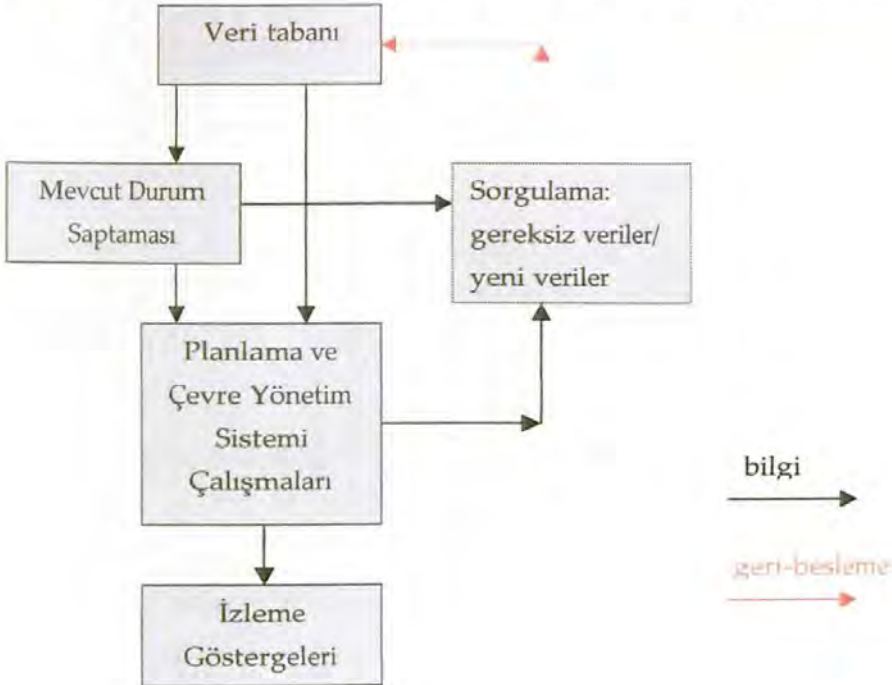 Veri tabanı
Mevcut Durum
Saptaması
Sorgulama:
gereksiz veriler/
yeni veriler
Planlama ve
Çevre Yönetim
Sistemi
Çalışmaları
bilgi
geri-besleme
İzleme
Göstergeleri